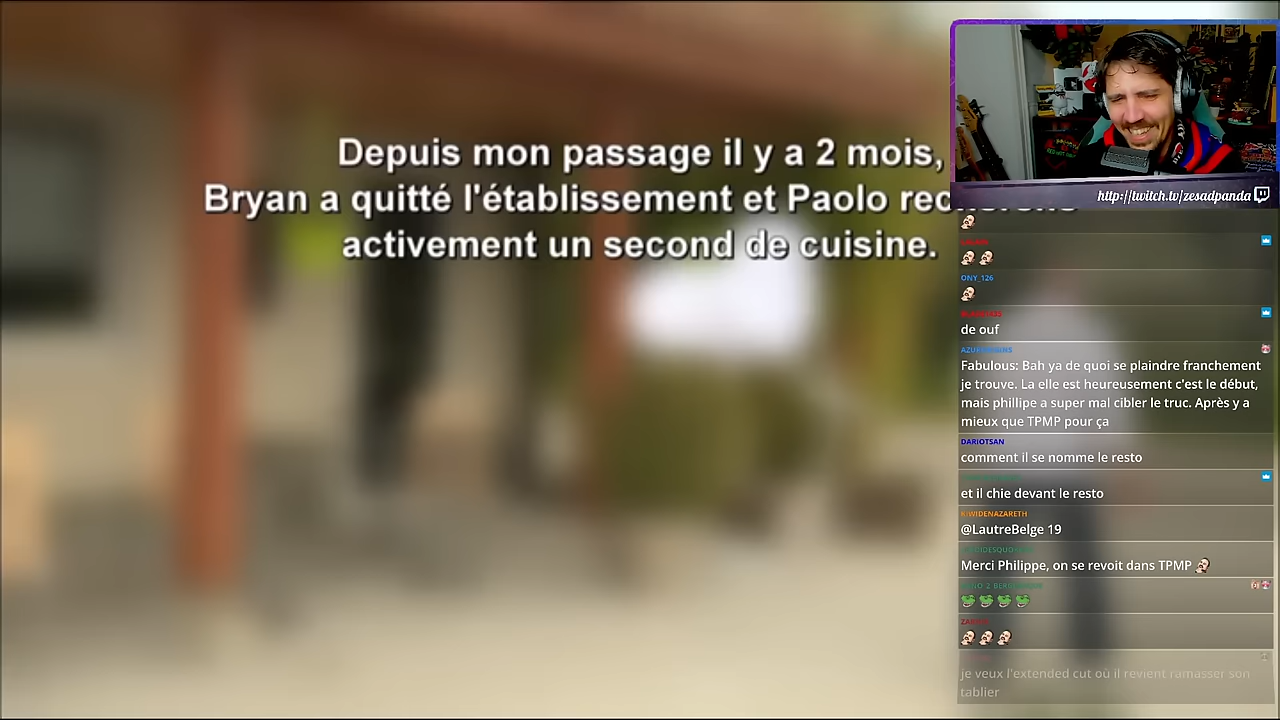 Depuis mon passage il y a 2 mois,
Bryan a quitté l'établissement et Paolo
activement un second de cuisine.
http://twitch.tv/zesadpanda
ONY_126
de ouf
Fabulous: Bah ya de quoi se plaindre franchement
je trouve. La elle est heureusement c'est le début,
mais phillipe a super mal cibler le truc. Après y a
mieux que TPMP pour ça
DARIOTSAN
comment il se nomme le resto
et il chie devant le resto
KIWIDENAZARETH
@LautreBelge 19
Merci Philippe, on se revoit dans TPMP
je veux l'extended cut où il revient ramasser son
tablier